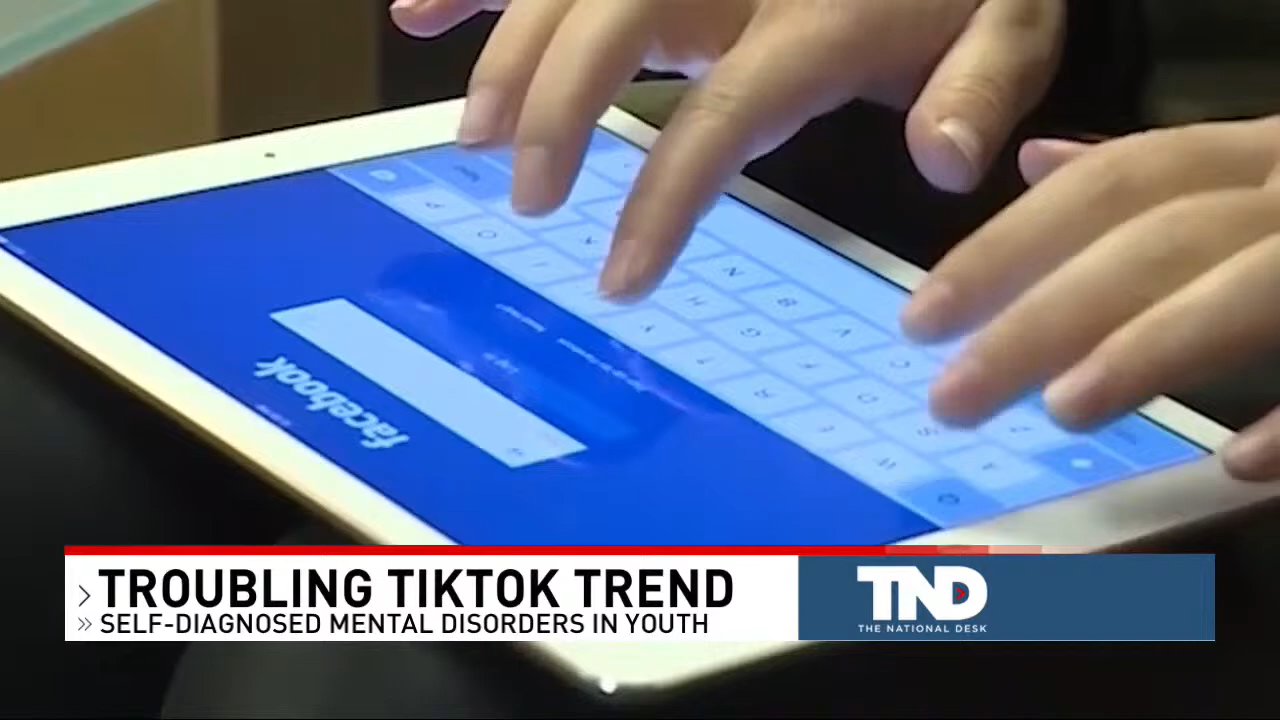 facebook
P
O
I
K
N
B
V
C
H
G
F
D
S
Z
Y
T
R
E
W
A
Q
> TROUBLING TIKTOK TREND
» SELF-DIAGNOSED MENTAL DISORDERS IN YOUTH
TND
THE NATIONAL DESK